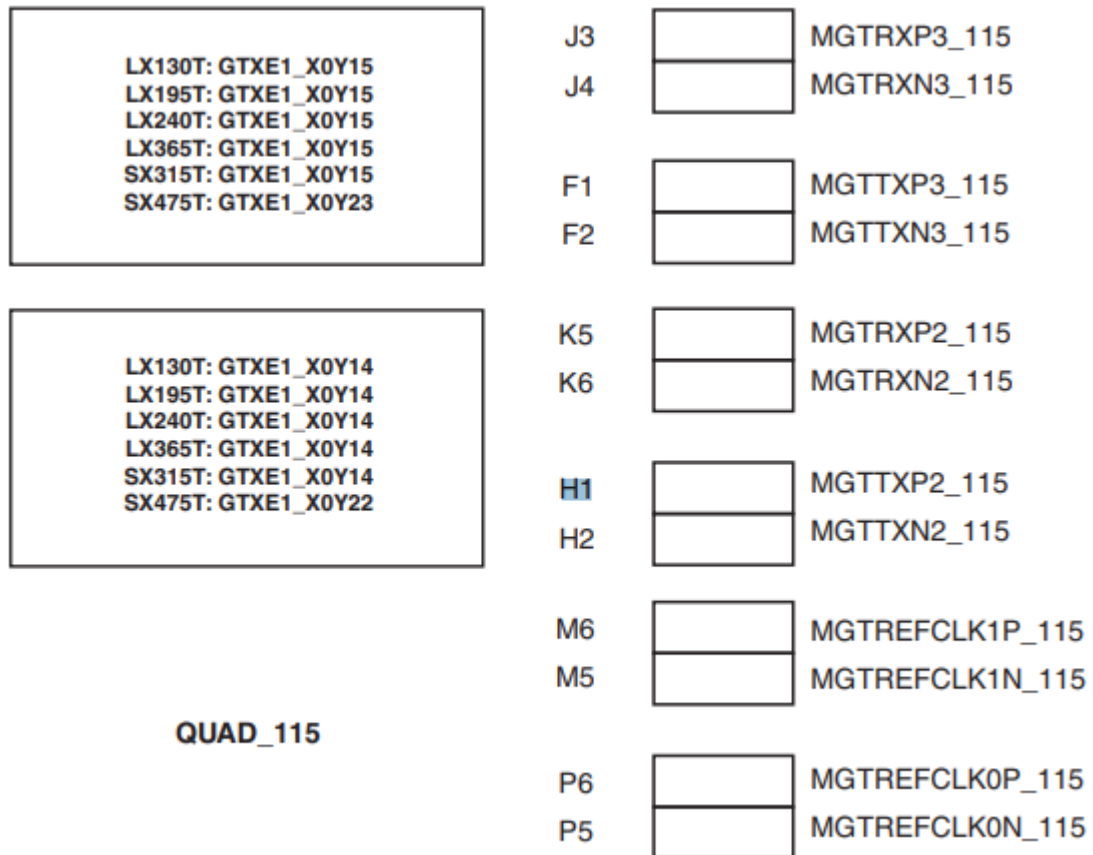 LX130T: GTXE1_X0Y15
LX195T: GTXE1_X0Y15
LX240T: GTXE1_X0Y15
LX365T: GTXE1_X0Y15
SX315T: GTXE1_X0Y15
SX475T: GTXE1_X0Y23
J3 MGTRXP3_115
J4 MGTRXN3_115
F1 MGTTXP3_115
F2 MGTTXN3_115
LX130T: GTXE1_X0Y14
LX195T: GTXE1_X0Y14
LX240T: GTXE1_X0Y14
LX365T: GTXE1_X0Y14
SX315T: GTXE1_X0Y14
SX475T: GTXE1_X0Y22
K5 MGTRXP2_115
K6 MGTRXN2_115
H1 MGTTXP2_115
H2 MGTTXN2_115
QUAD_115
M6 MGTREFCLK1P_115
M5 MGTREFCLK1N_115
P6 MGTREFCLK0P_115
P5 MGTREFCLK0N_115